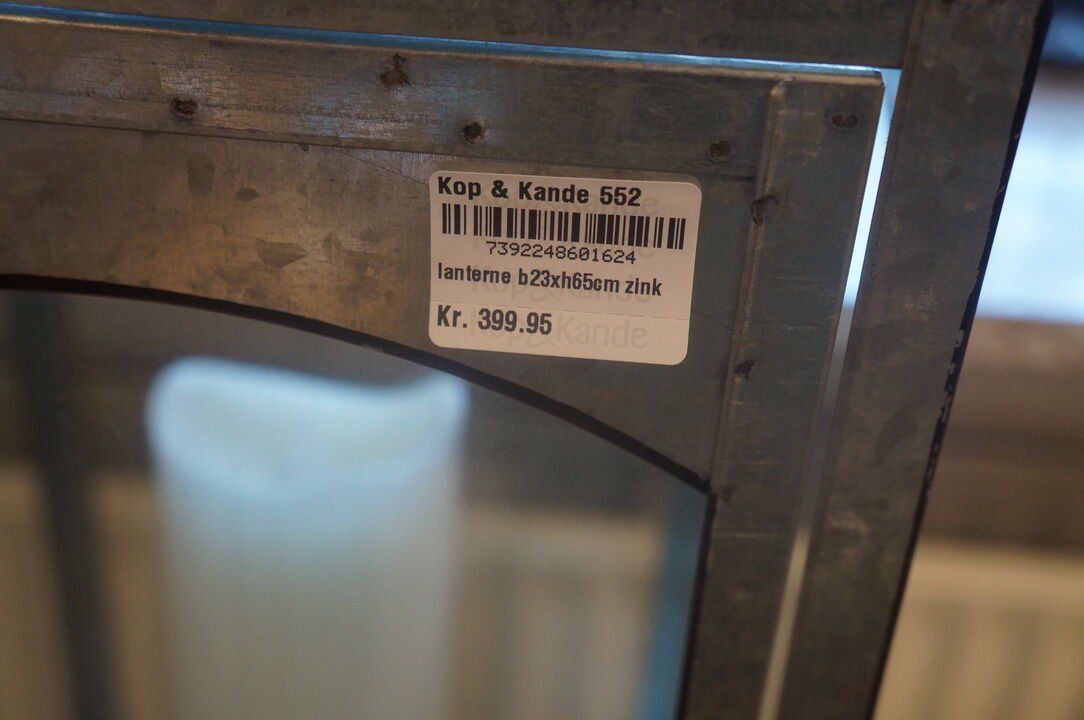 Kop & Kande 552
7392248601624
lanterne b23xh65cm zink
Kr. 399.95